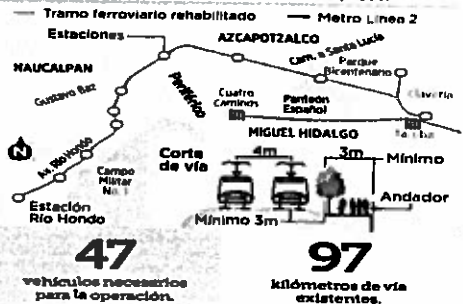 Tramo ferroviario rehabilitado
Metro Línea 2
Estaciones
AZCAPOTZALCO
Cam. a Santa Lucía
Parque
Bicentenario
NAUCALPAN
Gustavo Baz
Periférico
Cuatro
Caminos
Panteón
Español
Clavería
Tacuba
MIGUEL HIDALGO
Av. Río Hondo
N
Campo
Militar
No. 1
Estación
Río Hondo
Corte
de vía
4m
3m
Mínimo
Andador
Mínimo 3m
47
vehículos necesarios
para la operación.
97
kilómetros de vía
existentes.